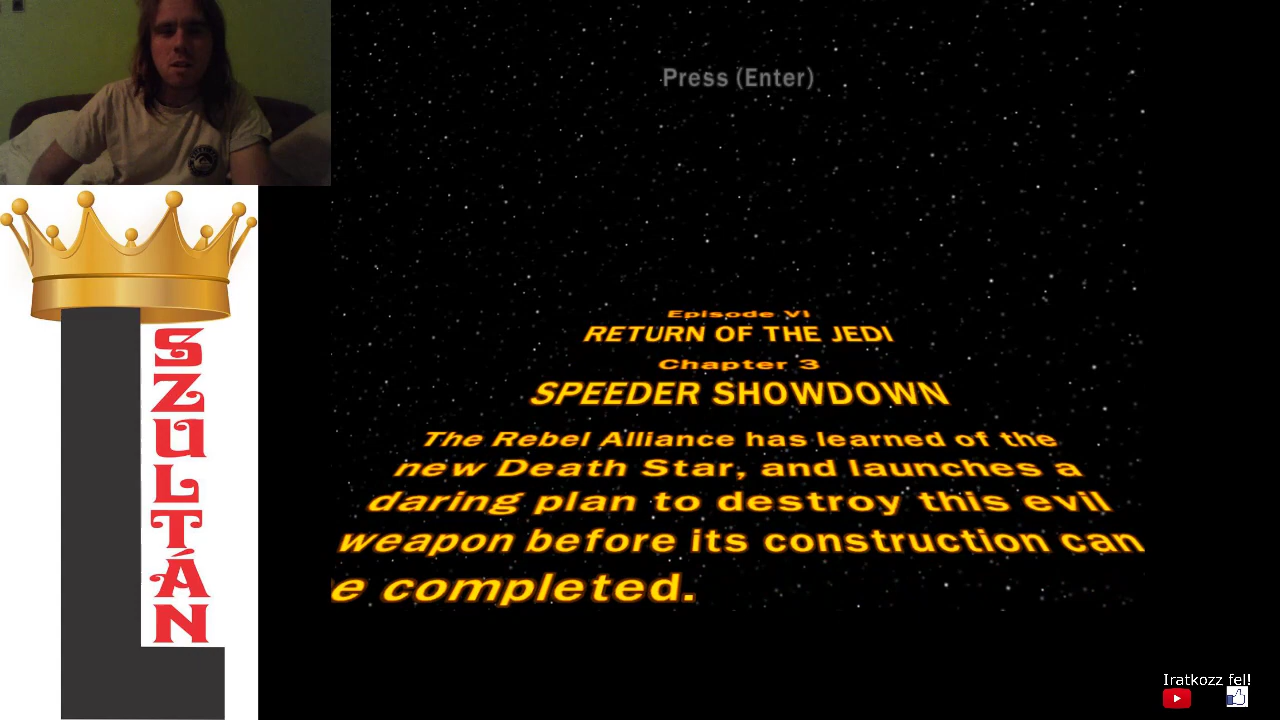 Press (Enter)
Episode VI
RETURN OF THE JEDI
Chapter 3
SPEEDER SHOWDOWN
The Rebel Alliance has learned of the
new Death Star, and launches a
daring plan to destroy this evil
weapon before its construction can
e completed.
L
SZULTÁN
Iratkozz fel!